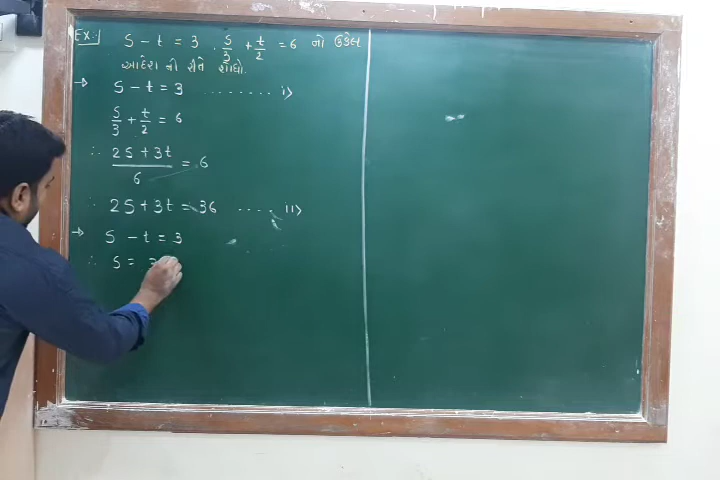 Ex:1 S - t = 3 . S/3 + t/2 = 6 નો ઉકેલ
આદેશ ની રીતે શોધો.
→ S - t = 3 ........ i>
S/3 + t/2 = 6
∴ 2S + 3t / 6 = 6
∴ 2S + 3t = 36 .... ii>
→ S - t = 3
∴ S = 3